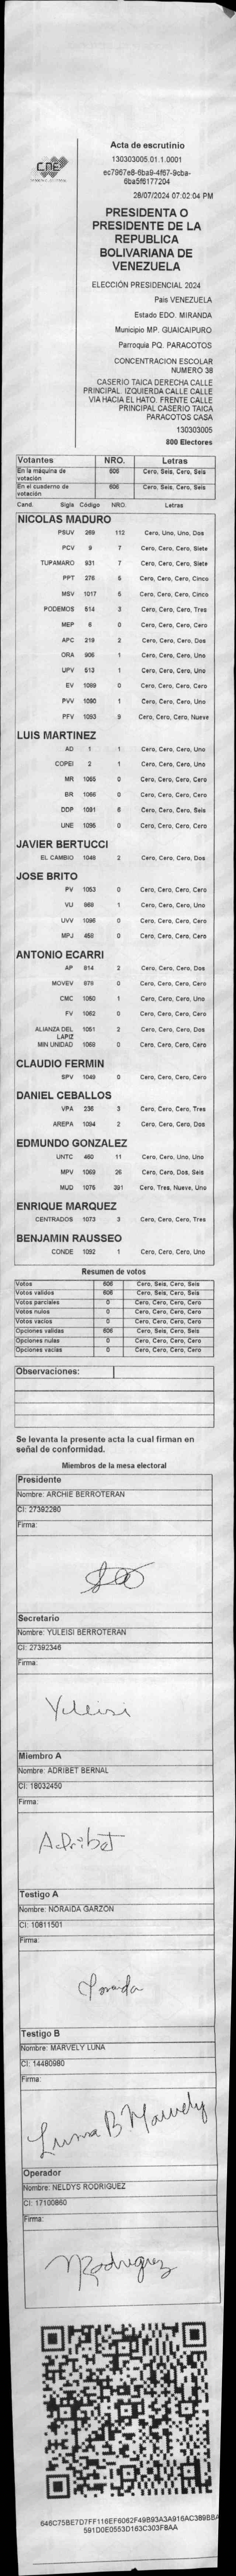 CNE
Acta de escrutinio
130303005.01.1.0001
ec7967e8-6ba9-4f67-9cba-
6ba5f6177204
28/07/2024 07:02:04 PM
PRESIDENTA O
PRESIDENTE DE LA
REPUBLICA
BOLIVARIANA DE
VENEZUELA
ELECCIÓN PRESIDENCIAL 2024
Pais VENEZUELA
Estado EDO. MIRANDA
Municipio MP. GUAICAIPURO
Parroquia PQ. PARACOTOS
CONCENTRACION ESCOLAR
NUMERO 38
CASERIO TAICA DERECHA CALLE
PRINCIPAL. IZQUIERDA CALLE CALLE
VIA HACIA EL HATO. FRENTE CALLE
PRINCIPAL CASERIO TAICA
PARACOTOS CASA
130303005
800 Electores
Votantes NRO. Letras
En la máquina de votación 606 Cero, Seis, Cero, Seis
En el cuaderno de votación 606 Cero, Seis, Cero, Seis
Cand. Sigla Código NRO. Letras
NICOLAS MADURO
PSUV 269 112 Cero, Uno, Uno, Dos
PCV 9 7 Cero, Cero, Cero, Siete
TUPAMARO 931 7 Cero, Cero, Cero, Siete
PPT 276 5 Cero, Cero, Cero, Cinco
MSV 1017 5 Cero, Cero, Cero, Cinco
PODEMOS 514 3 Cero, Cero, Cero, Tres
MEP 6 0 Cero, Cero, Cero, Cero
APC 219 2 Cero, Cero, Cero, Dos
ORA 906 1 Cero, Cero, Cero, Uno
UPV 513 1 Cero, Cero, Cero, Uno
EV 1099 0 Cero, Cero, Cero, Cero
PVV 1090 1 Cero, Cero, Cero, Uno
PFV 1093 9 Cero, Cero, Cero, Nueve
LUIS MARTINEZ
AD 1 1 Cero, Cero, Cero, Uno
COPEI 2 1 Cero, Cero, Cero, Uno
MR 1065 0 Cero, Cero, Cero, Cero
BR 1066 0 Cero, Cero, Cero, Cero
DDP 1091 6 Cero, Cero, Cero, Seis
UNE 1095 0 Cero, Cero, Cero, Cero
JAVIER BERTUCCI
EL CAMBIO 1048 2 Cero, Cero, Cero, Dos
JOSE BRITO
PV 1053 0 Cero, Cero, Cero, Cero
VU 868 1 Cero, Cero, Cero, Uno
UVV 1096 0 Cero, Cero, Cero, Cero
MPJ 458 0 Cero, Cero, Cero, Cero
ANTONIO ECARRI
AP 814 2 Cero, Cero, Cero, Dos
MOVEV 979 0 Cero, Cero, Cero, Cero
CMC 1050 1 Cero, Cero, Cero, Uno
FV 1062 0 Cero, Cero, Cero, Cero
ALIANZA DEL LAPIZ 1051 2 Cero, Cero, Cero, Dos
MIN UNIDAD 1068 0 Cero, Cero, Cero, Cero
CLAUDIO FERMIN
SPV 1049 0 Cero, Cero, Cero, Cero
DANIEL CEBALLOS
VPA 236 3 Cero, Cero, Cero, Tres
AREPA 1094 2 Cero, Cero, Cero, Dos
EDMUNDO GONZALEZ
UNTC 460 11 Cero, Cero, Uno, Uno
MPV 1069 26 Cero, Cero, Dos, Seis
MUD 1075 391 Cero, Tres, Nueve, Uno
ENRIQUE MARQUEZ
CENTRADOS 1073 3 Cero, Cero, Cero, Tres
BENJAMIN RAUSSEO
CONDE 1092 1 Cero, Cero, Cero, Uno
Resumen de votos
Votos 606 Cero, Seis, Cero, Seis
Votos validos 606 Cero, Seis, Cero, Seis
Votos parciales 0 Cero, Cero, Cero, Cero
Votos nulos 0 Cero, Cero, Cero, Cero
Votos vacios 0 Cero, Cero, Cero, Cero
Opciones validas 606 Cero, Seis, Cero, Seis
Opciones nulas 0 Cero, Cero, Cero, Cero
Opciones vacias 0 Cero, Cero, Cero, Cero
Observaciones:
Se levanta la presente acta la cual firman en
señal de conformidad.
Miembros de la mesa electoral
Presidente
Nombre: ARCHIE BERROTERAN
CI: 27392280
Firma:
Secretario
Nombre: YULEISI BERROTERAN
CI: 27392346
Firma:
Yuleisi
Miembro A
Nombre: ADRIBET BERNAL
CI: 18032450
Firma:
Adribet
Testigo A
Nombre: NORAIDA GARZON
CI: 10811501
Firma:
Testigo B
Nombre: MARVELY LUNA
CI: 14480980
Firma:
Luna B Marvely
Operador
Nombre: NELDYS RODRIGUEZ
CI: 17100860
Firma:
NRodriguez
646C75BE7D7FF116EF6062F49B93A3A916AC389BBA
591D0E0553D163C303F8AA